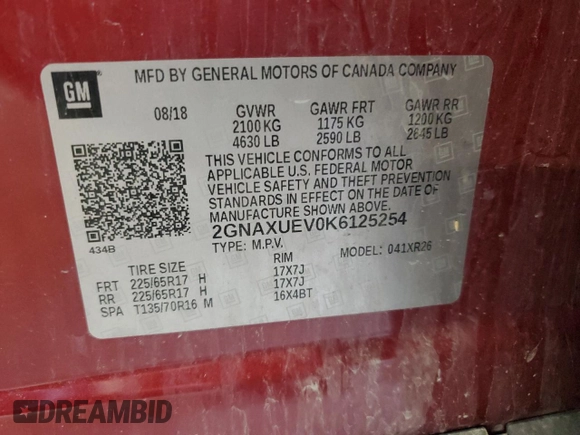 GM
MFD BY GENERAL MOTORS OF CANADA COMPANY
08/18 GVWR GAWR FRT GAWR RR
2100 KG 1175 KG 1200 KG
4630 LB 2590 LB 2645 LB
THIS VEHICLE CONFORMS TO ALL
APPLICABLE U.S. FEDERAL MOTOR
VEHICLE SAFETY AND THEFT PREVENTION
STANDARDS IN EFFECT ON THE DATE OF
MANUFACTURE SHOWN ABOVE.
2GNAXUEV0K6125254
434B
TYPE: M.P.V. MODEL: 041XR26
TIRE SIZE RIM
FRT 225/65R17 H 17X7J
RR 225/65R17 H 17X7J
SPA T135/70R16 M 16X4BT
DREAMBID